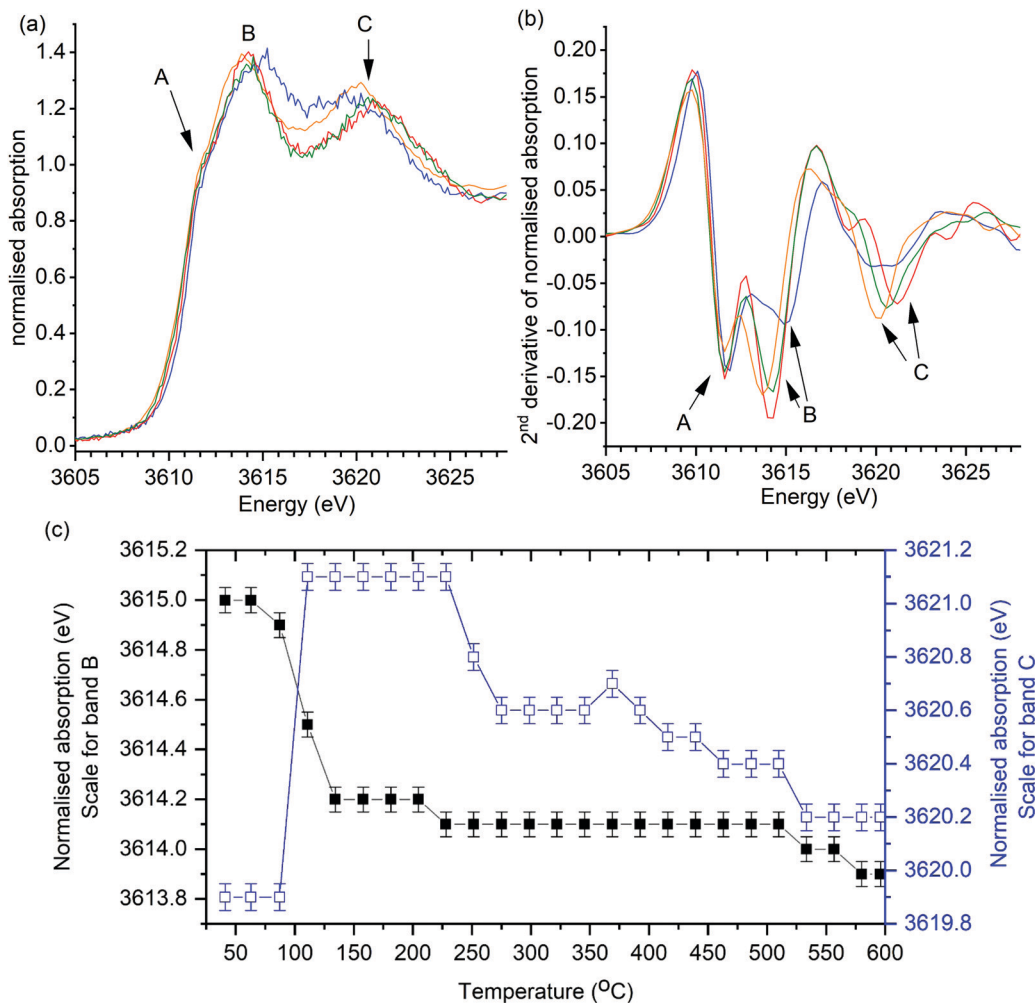 (a)
normalised absorption
1.4
1.2
1.0
0.8
0.6
0.4
0.2
0.0
A
B
C
3605 3610 3615 3620 3625
Energy (eV)
(b)
2nd derivative of normalised absorption
0.20
0.15
0.10
0.05
0.00
-0.05
-0.10
-0.15
-0.20
A
B
C
3605 3610 3615 3620 3625
Energy (eV)
(c)
Normalised absorption (eV)
Scale for band B
3615.2
3615.0
3614.8
3614.6
3614.4
3614.2
3614.0
3613.8
3621.2
3621.0
3620.8
3620.6
3620.4
3620.2
3620.0
3619.8
Normalised absorption (eV)
Scale for band C
50 100 150 200 250 300 350 400 450 500 550 600
Temperature (oC)